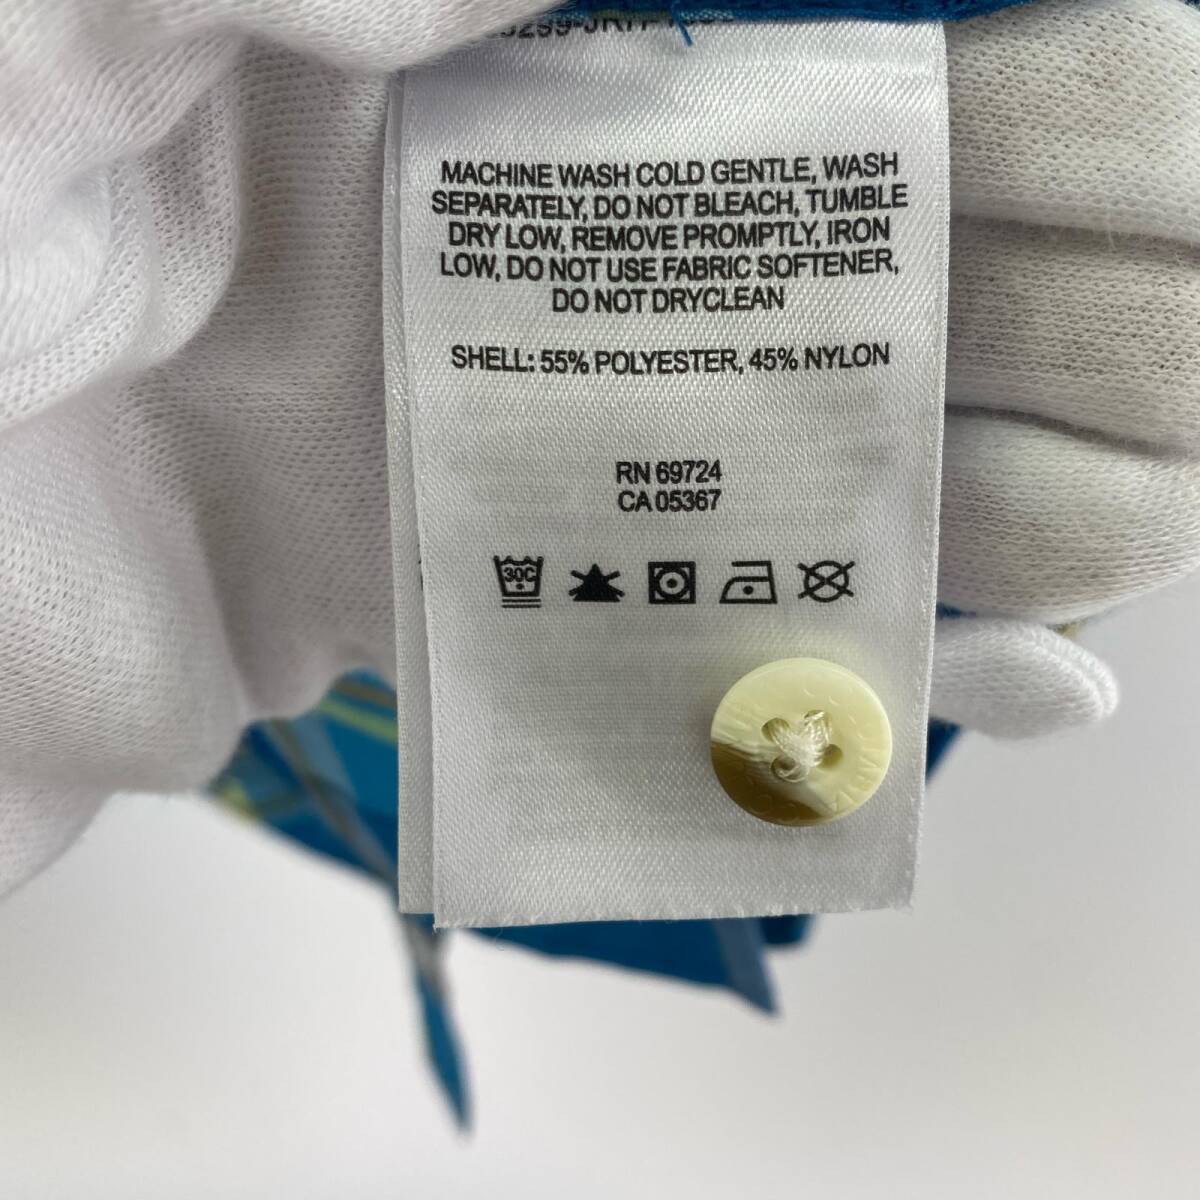 MACHINE WASH COLD GENTLE, WASH
SEPARATELY, DO NOT BLEACH, TUMBLE
DRY LOW, REMOVE PROMPTLY, IRON
LOW, DO NOT USE FABRIC SOFTENER,
DO NOT DRYCLEAN
SHELL: 55% POLYESTER, 45% NYLON
RN 69724
CA 05367
30C